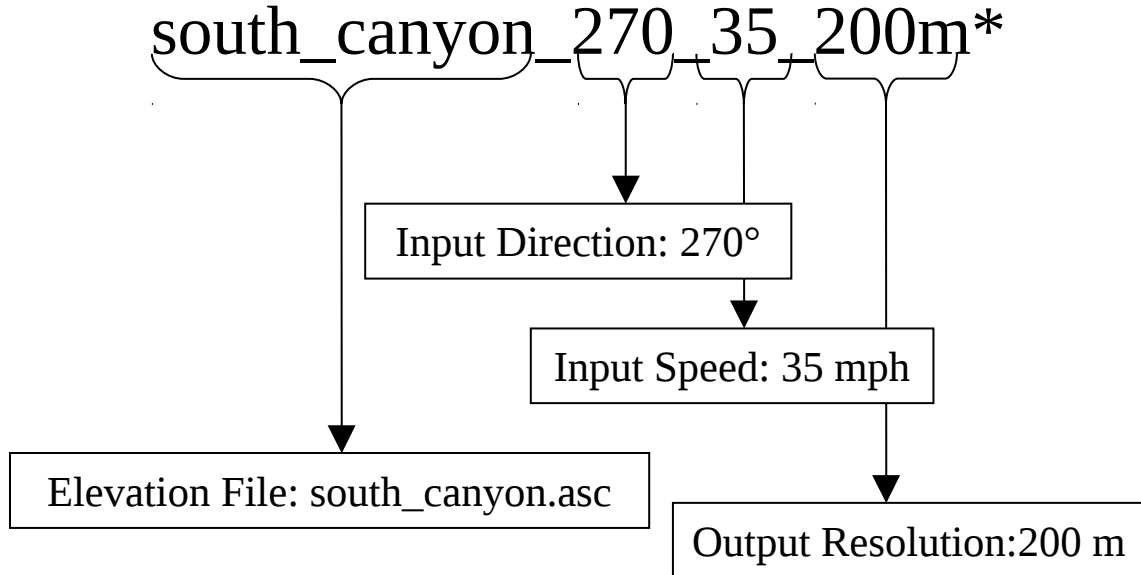 south_canyon_270_35_200m*
Input Direction: 270°
Input Speed: 35 mph
Elevation File: south_canyon.asc
Output Resolution:200 m